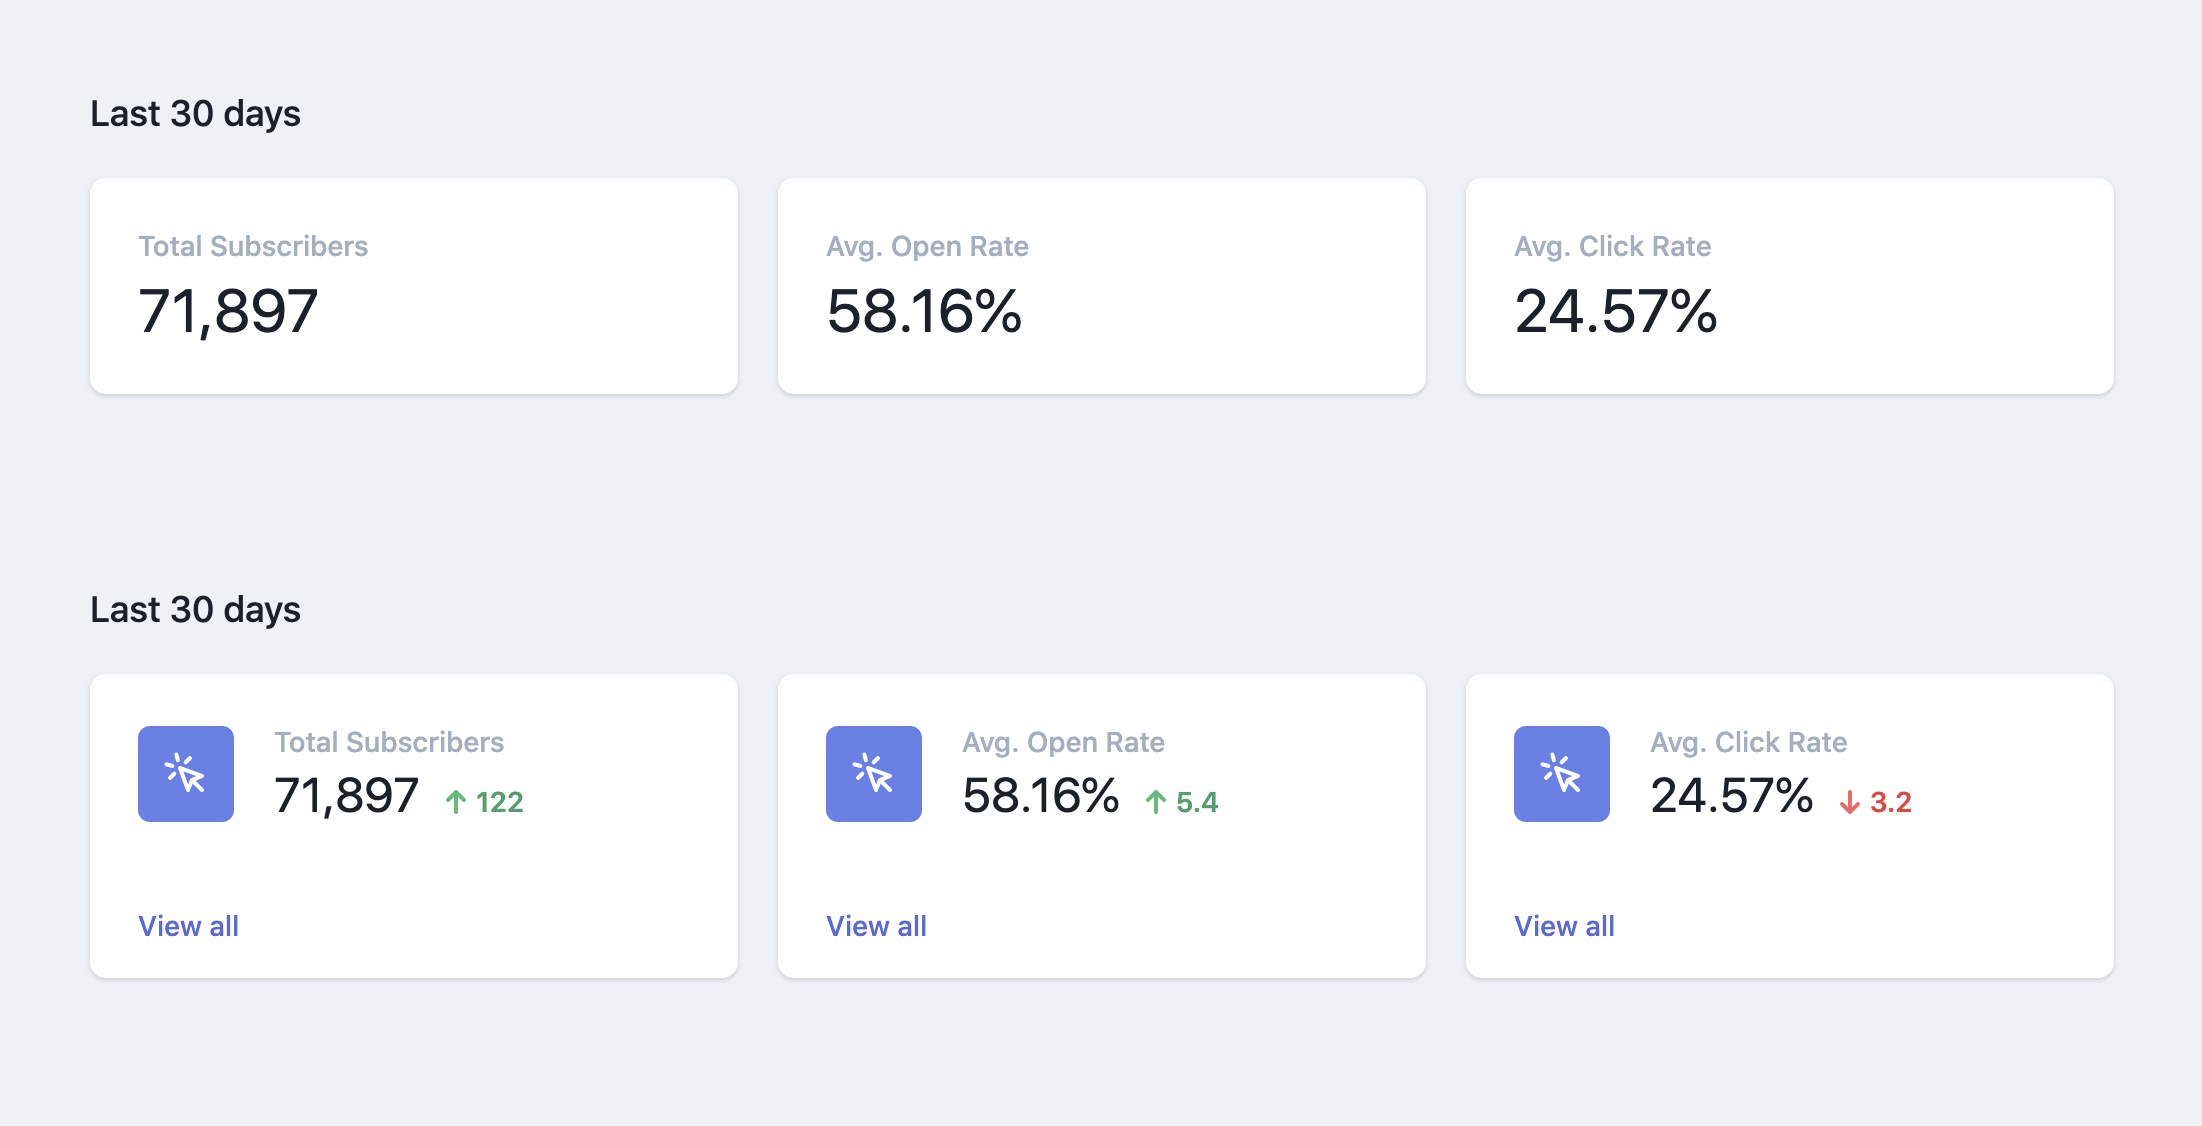 Last 30 days
Total Subscribers
71,897
Avg. Open Rate
58.16%
Avg. Click Rate
24.57%
Last 30 days
Total Subscribers
71,897 122
View all
Avg. Open Rate
58.16% 5.4
View all
Avg. Click Rate
24.57% 3.2
View all